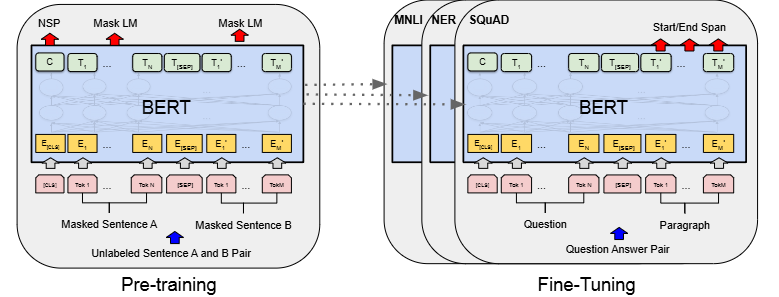 NSP Mask LM Mask LM
C T1 ... TN T[SEP] T1' ... TM'
BERT
E[CLS] E1 ... EN E[SEP] E1' ... EM'
[CLS] Tok 1 ... Tok N [SEP] Tok 1 ... TokM
Masked Sentence A Masked Sentence B
Unlabeled Sentence A and B Pair
Pre-training
MNLI NER SQuAD
Start/End Span
C T1 ... TN T[SEP] T1' ... TM'
BERT
E[CLS] E1 ... EN E[SEP] E1' ... EM'
[CLS] Tok 1 ... Tok N [SEP] Tok 1 ... TokM
Question Paragraph
Question Answer Pair
Fine-Tuning